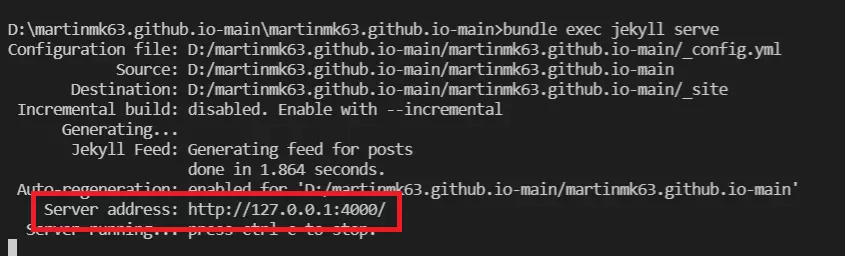 D:\martinmk63.github.io-main\martinmk63.github.io-main>bundle exec jekyll serve
Configuration file: D:/martinmk63.github.io-main/martinmk63.github.io-main/_config.yml
Source: D:/martinmk63.github.io-main/martinmk63.github.io-main
Destination: D:/martinmk63.github.io-main/martinmk63.github.io-main/_site
Incremental build: disabled. Enable with --incremental
Generating...
Jekyll Feed: Generating feed for posts
done in 1.864 seconds.
Auto-regeneration: enabled for 'D:/martinmk63.github.io-main/martinmk63.github.io-main'
Server address: http://127.0.0.1:4000/
Server running... press ctrl-c to stop.